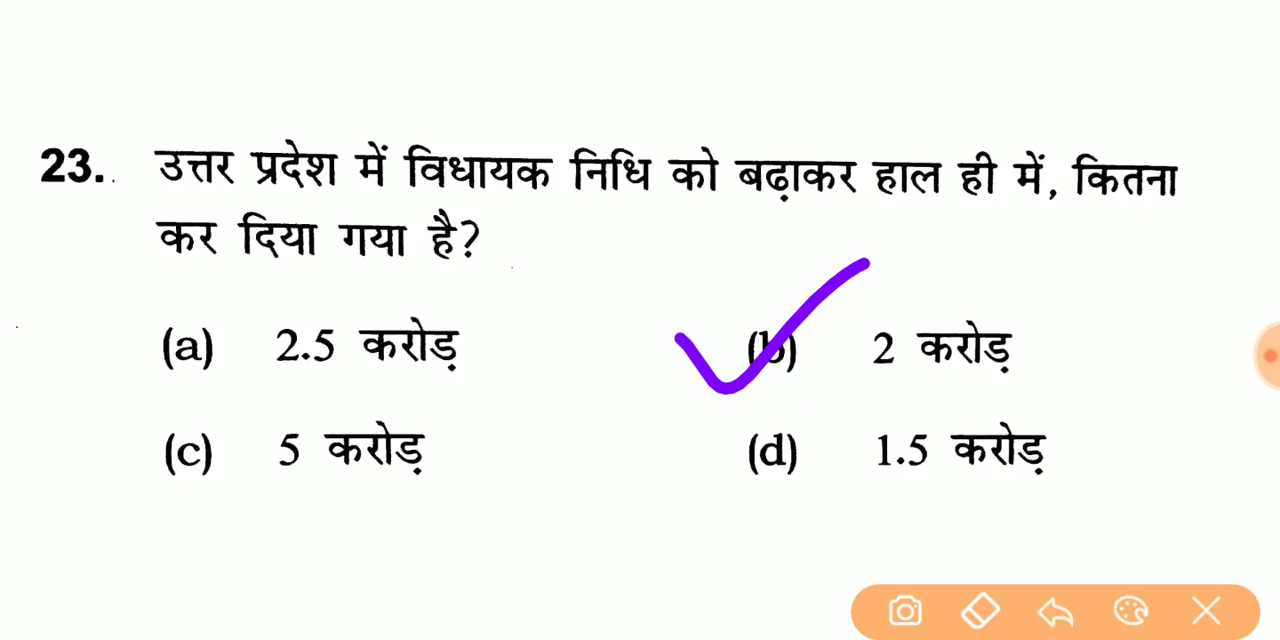 23. उत्तर प्रदेश में विधायक निधि को बढ़ाकर हाल ही में, कितना
कर दिया गया है?
(a) 2.5 करोड़ (b) 2 करोड़
(c) 5 करोड़ (d) 1.5 करोड़